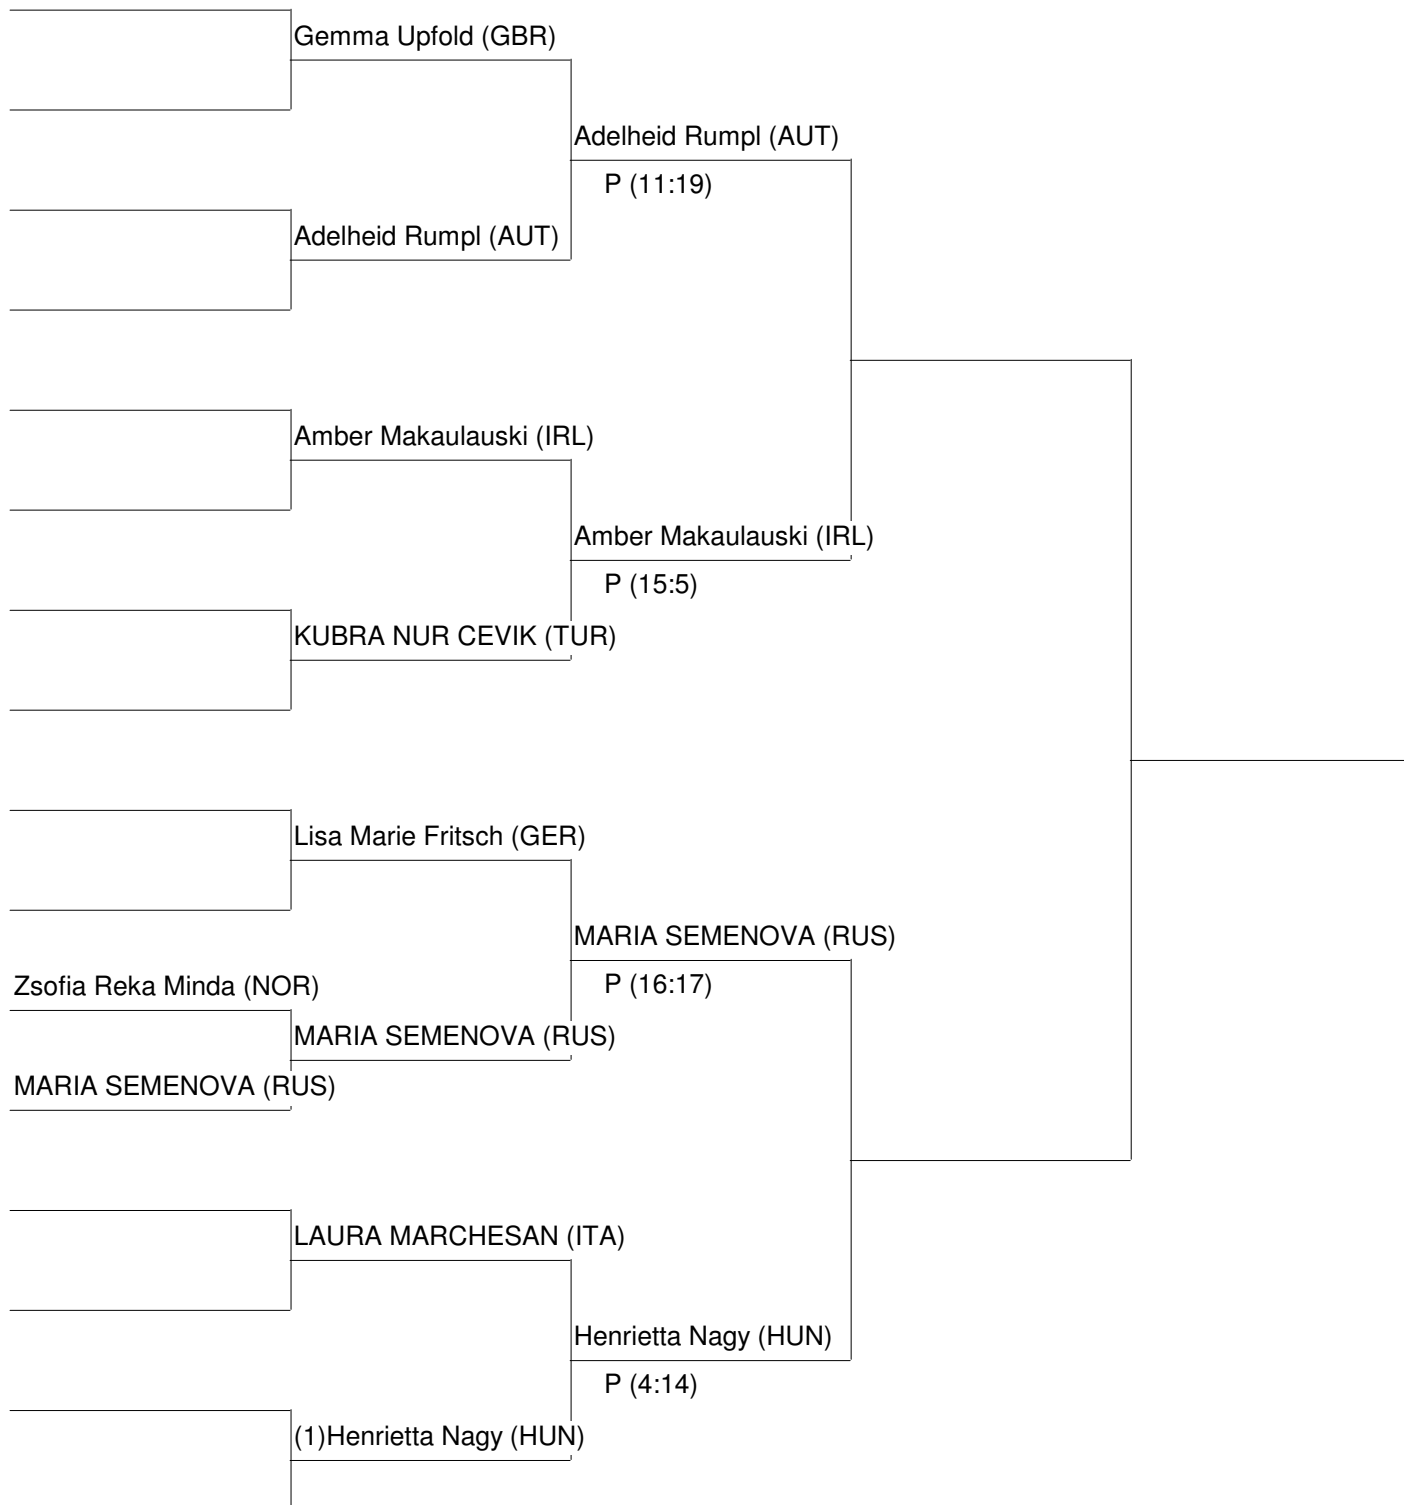 Gemma Upfold (GBR)
Adelheid Rumpl (AUT)
P (11:19)
Adelheid Rumpl (AUT)
Amber Makaulauski (IRL)
Amber Makaulauski (IRL)
P (15:5)
KUBRA NUR CEVIK (TUR)
Lisa Marie Fritsch (GER)
MARIA SEMENOVA (RUS)
P (16:17)
Zsofia Reka Minda (NOR)
MARIA SEMENOVA (RUS)
MARIA SEMENOVA (RUS)
LAURA MARCHESAN (ITA)
Henrietta Nagy (HUN)
P (4:14)
(1)Henrietta Nagy (HUN)